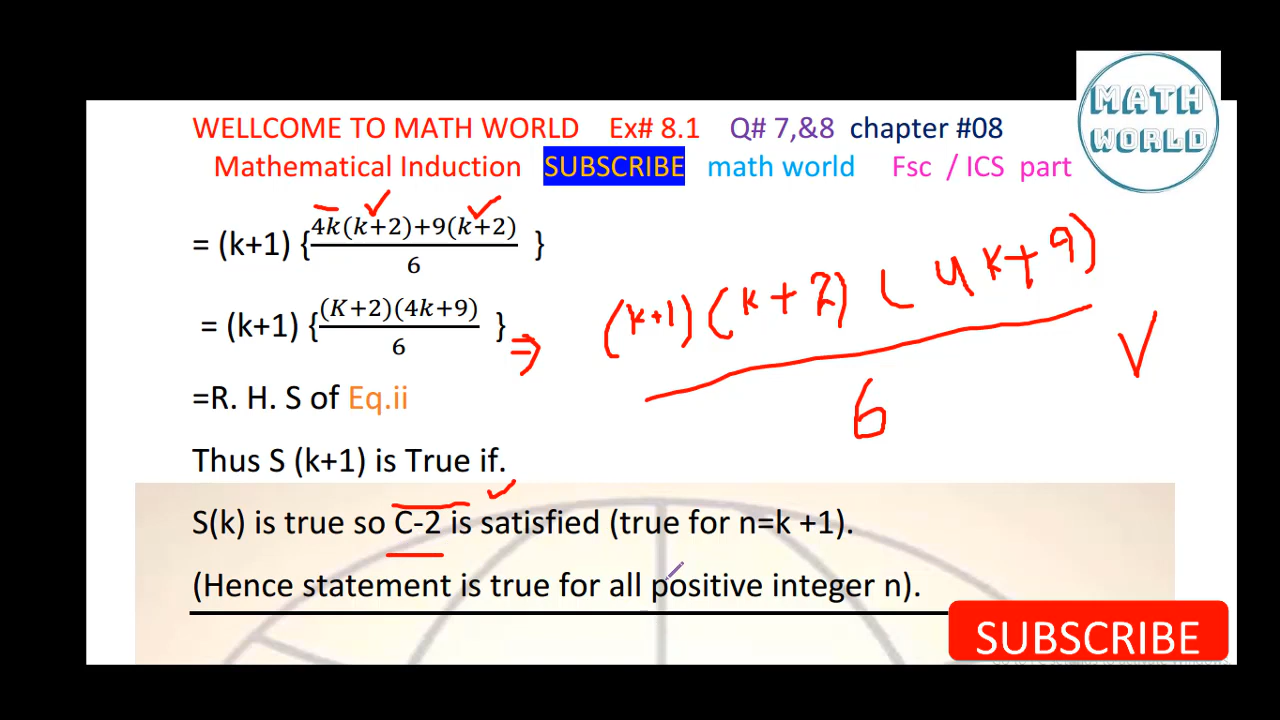 MATH
WORLD
WELLCOME TO MATH WORLD Ex# 8.1 Q# 7,&8 chapter #08
Mathematical Induction SUBSCRIBE math world Fsc / ICS part
= (k+1) {4k(k+2)+9(k+2)/6 }
= (k+1) {(K+2)(4k+9)/6 } ⇒ (k+1)(k+2)(4k+9)/6 ✓
=R. H. S of Eq.ii
Thus S (k+1) is True if.
S(k) is true so C-2 is satisfied (true for n=k +1).
(Hence statement is true for all positive integer n).
SUBSCRIBE